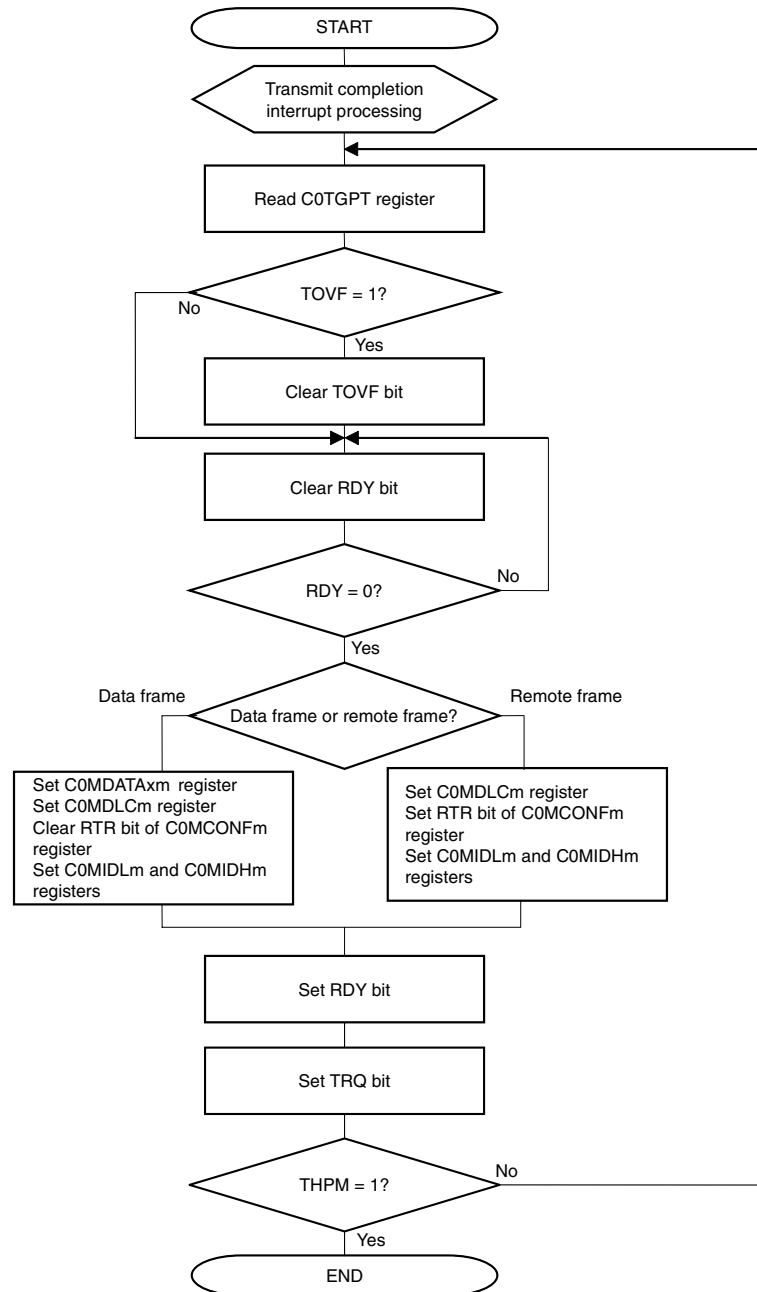 START
Transmit completion
interrupt processing
Read C0TGPT register
TOVF = 1?
No
Yes
Clear TOVF bit
Clear RDY bit
RDY = 0?
No
Yes
Data frame
Remote frame
Data frame or remote frame?
Set C0MDATAxm register
Set C0MDLCm register
Clear RTR bit of C0MCONFm
register
Set C0MIDLm and C0MIDHm
registers
Set C0MDLCm register
Set RTR bit of C0MCONFm
register
Set C0MIDLm and C0MIDHm
registers
Set RDY bit
Set TRQ bit
THPM = 1?
No
Yes
END